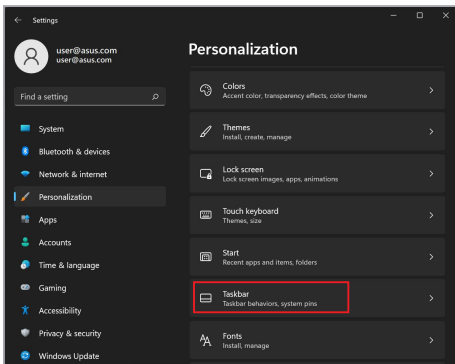 Settings
user@asus.com
user@asus.com
Find a setting
System
Bluetooth & devices
Network & internet
Personalization
Apps
Accounts
Time & language
Gaming
Accessibility
Privacy & security
Windows Update
Personalization
Colors
Accent color, transparency effects, color theme
Themes
Install, create, manage
Lock screen
Lock screen images, apps, animations
Touch keyboard
Themes, size
Start
Recent apps and items, folders
Taskbar
Taskbar behaviors, system pins
Fonts
Install, manage